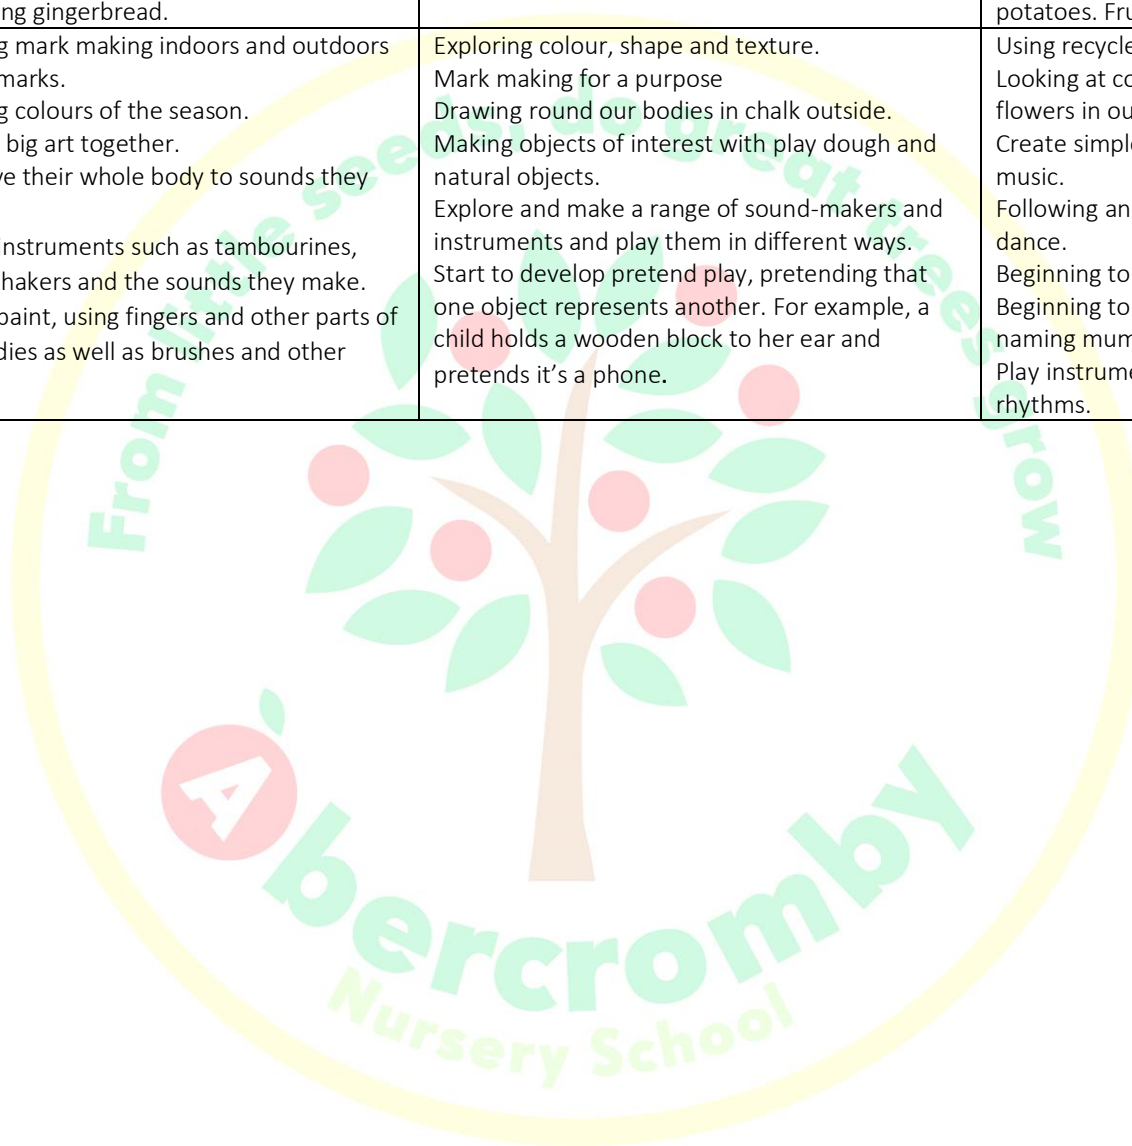 ing gingerbread.
potatoes. Fru
g mark making indoors and outdoors
marks.
g colours of the season.
big art together.
ve their whole body to sounds they
instruments such as tambourines,
hakers and the sounds they make.
paint, using fingers and other parts of
dies as well as brushes and other
Exploring colour, shape and texture.
Mark making for a purpose
Drawing round our bodies in chalk outside.
Making objects of interest with play dough and
natural objects.
Explore and make a range of sound-makers and
instruments and play them in different ways.
Start to develop pretend play, pretending that
one object represents another. For example, a
child holds a wooden block to her ear and
pretends it’s a phone.
Using recycle
Looking at co
flowers in ou
Create simple
music.
Following an
dance.
Beginning to
Beginning to
naming mum
Play instrume
rhythms.
From little seeds, do great trees grow
Abercromby
Nursery School